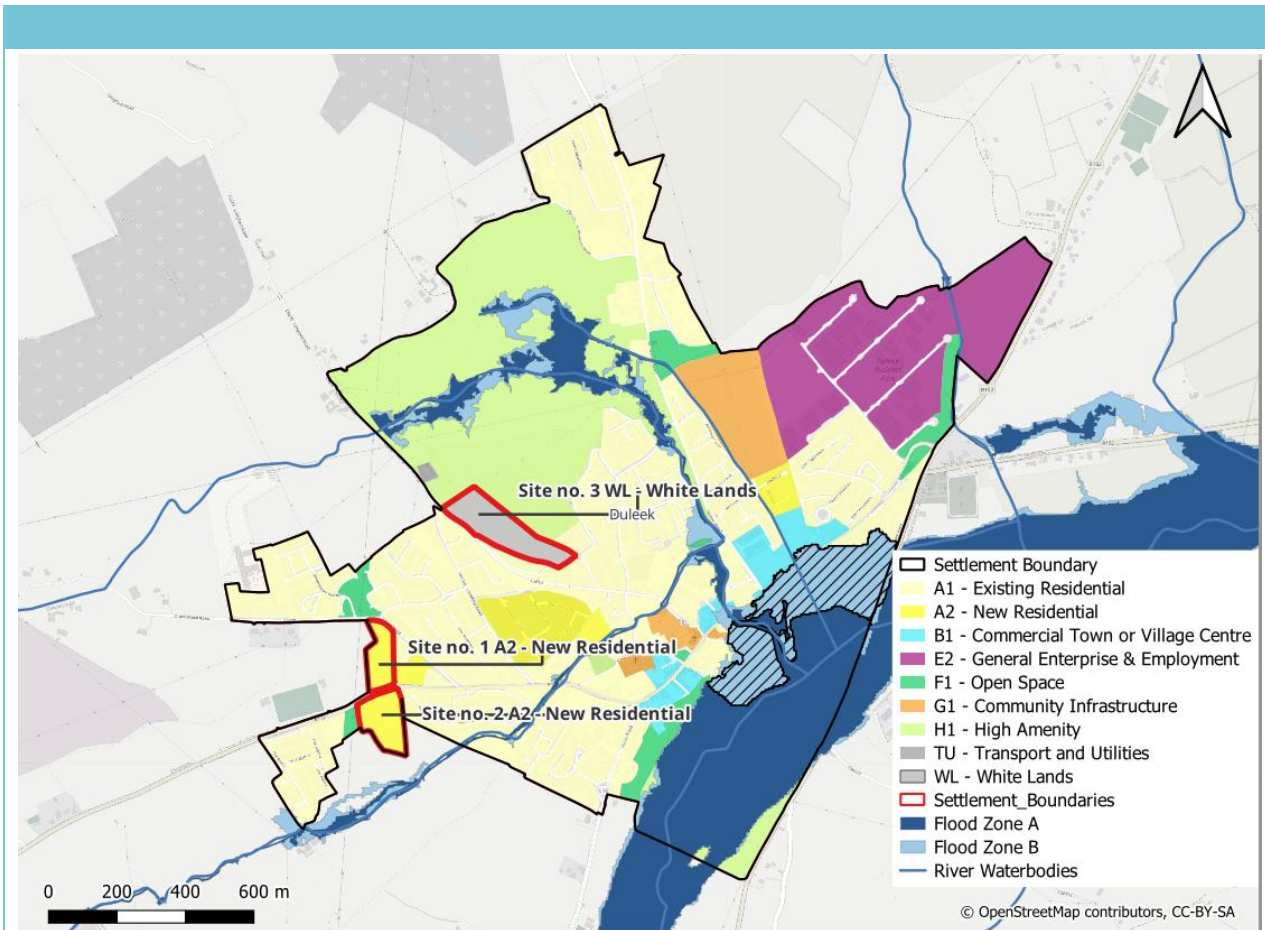 Site no. 3 WL - White Lands
Duleek
Site no. 1 A2 - New Residential
Site no. 2 A2 - New Residential
Settlement Boundary
A1 - Existing Residential
A2 - New Residential
B1 - Commercial Town or Village Centre
E2 - General Enterprise & Employment
F1 - Open Space
G1 - Community Infrastructure
H1 - High Amenity
TU - Transport and Utilities
WL - White Lands
Settlement_Boundaries
Flood Zone A
Flood Zone B
River Waterbodies
0 200 400 600 m
© OpenStreetMap contributors, CC-BY-SA